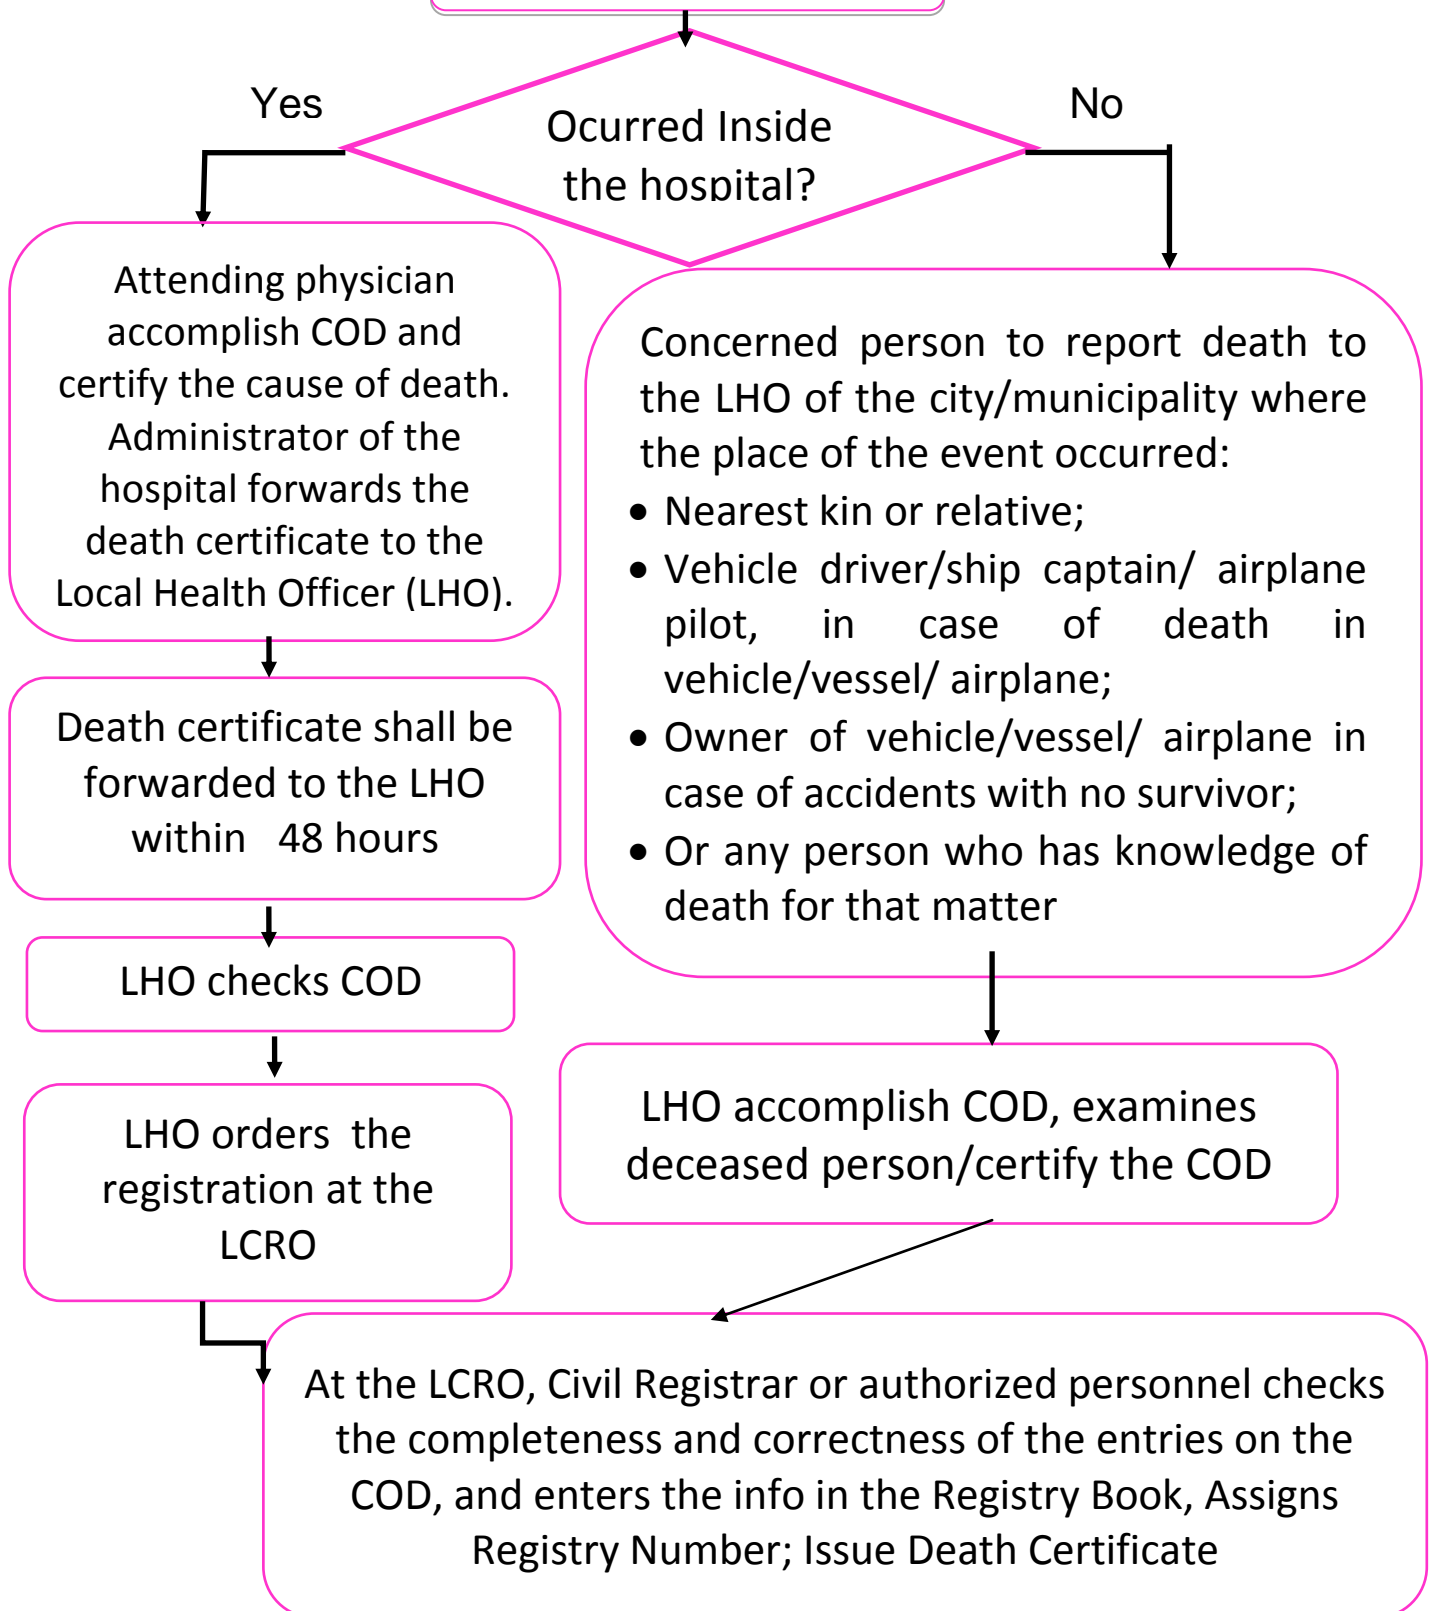 Yes
No
Ocurred Inside
the hospital?
Attending physician
accomplish COD and
certify the cause of death.
Administrator of the
hospital forwards the
death certificate to the
Local Health Officer (LHO).
Death certificate shall be
forwarded to the LHO
within 48 hours
LHO checks COD
LHO orders the
registration at the
LCRO
Concerned person to report death to
the LHO of the city/municipality where
the place of the event occurred:
• Nearest kin or relative;
• Vehicle driver/ship captain/ airplane
pilot, in case of death in
vehicle/vessel/ airplane;
• Owner of vehicle/vessel/ airplane in
case of accidents with no survivor;
• Or any person who has knowledge of
death for that matter
LHO accomplish COD, examines
deceased person/certify the COD
At the LCRO, Civil Registrar or authorized personnel checks
the completeness and correctness of the entries on the
COD, and enters the info in the Registry Book, Assigns
Registry Number; Issue Death Certificate